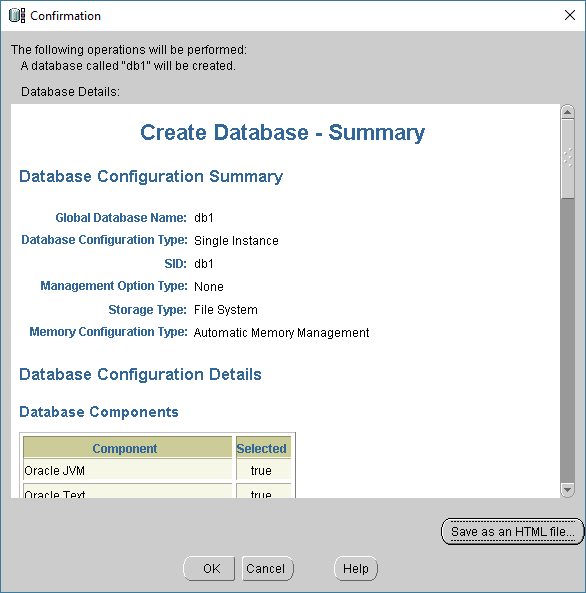 Confirmation
The following operations will be performed:
A database called "db1" will be created.
Database Details:
Create Database - Summary
Database Configuration Summary
Global Database Name: db1
Database Configuration Type: Single Instance
SID: db1
Management Option Type: None
Storage Type: File System
Memory Configuration Type: Automatic Memory Management
Database Configuration Details
Database Components
Component Selected
Oracle JVM true
Oracle Text true
Save as an HTML file...
OK Cancel Help